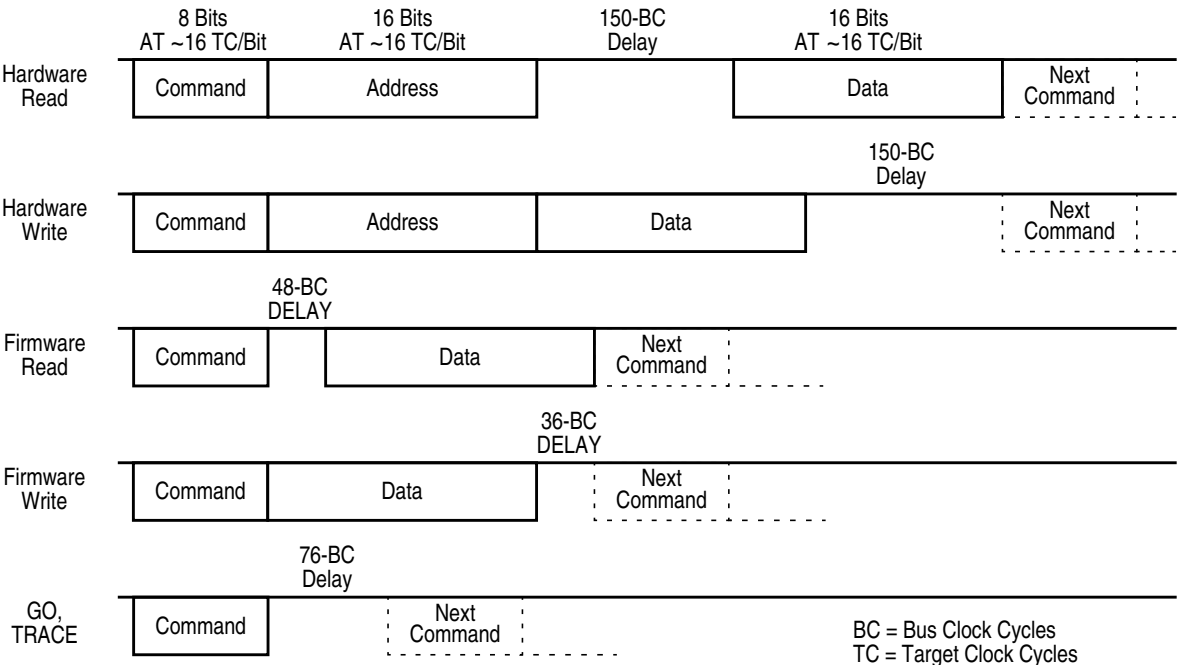 8 Bits
AT ~16 TC/Bit
16 Bits
AT ~16 TC/Bit
150-BC
Delay
16 Bits
AT ~16 TC/Bit
Hardware
Read
Command
Address
Data
Next
Command
150-BC
Delay
Hardware
Write
Command
Address
Data
Next
Command
48-BC
DELAY
Firmware
Read
Command
Data
Next
Command
36-BC
DELAY
Firmware
Write
Command
Data
Next
Command
76-BC
Delay
GO,
TRACE
Command
Next
Command
BC = Bus Clock Cycles
TC = Target Clock Cycles